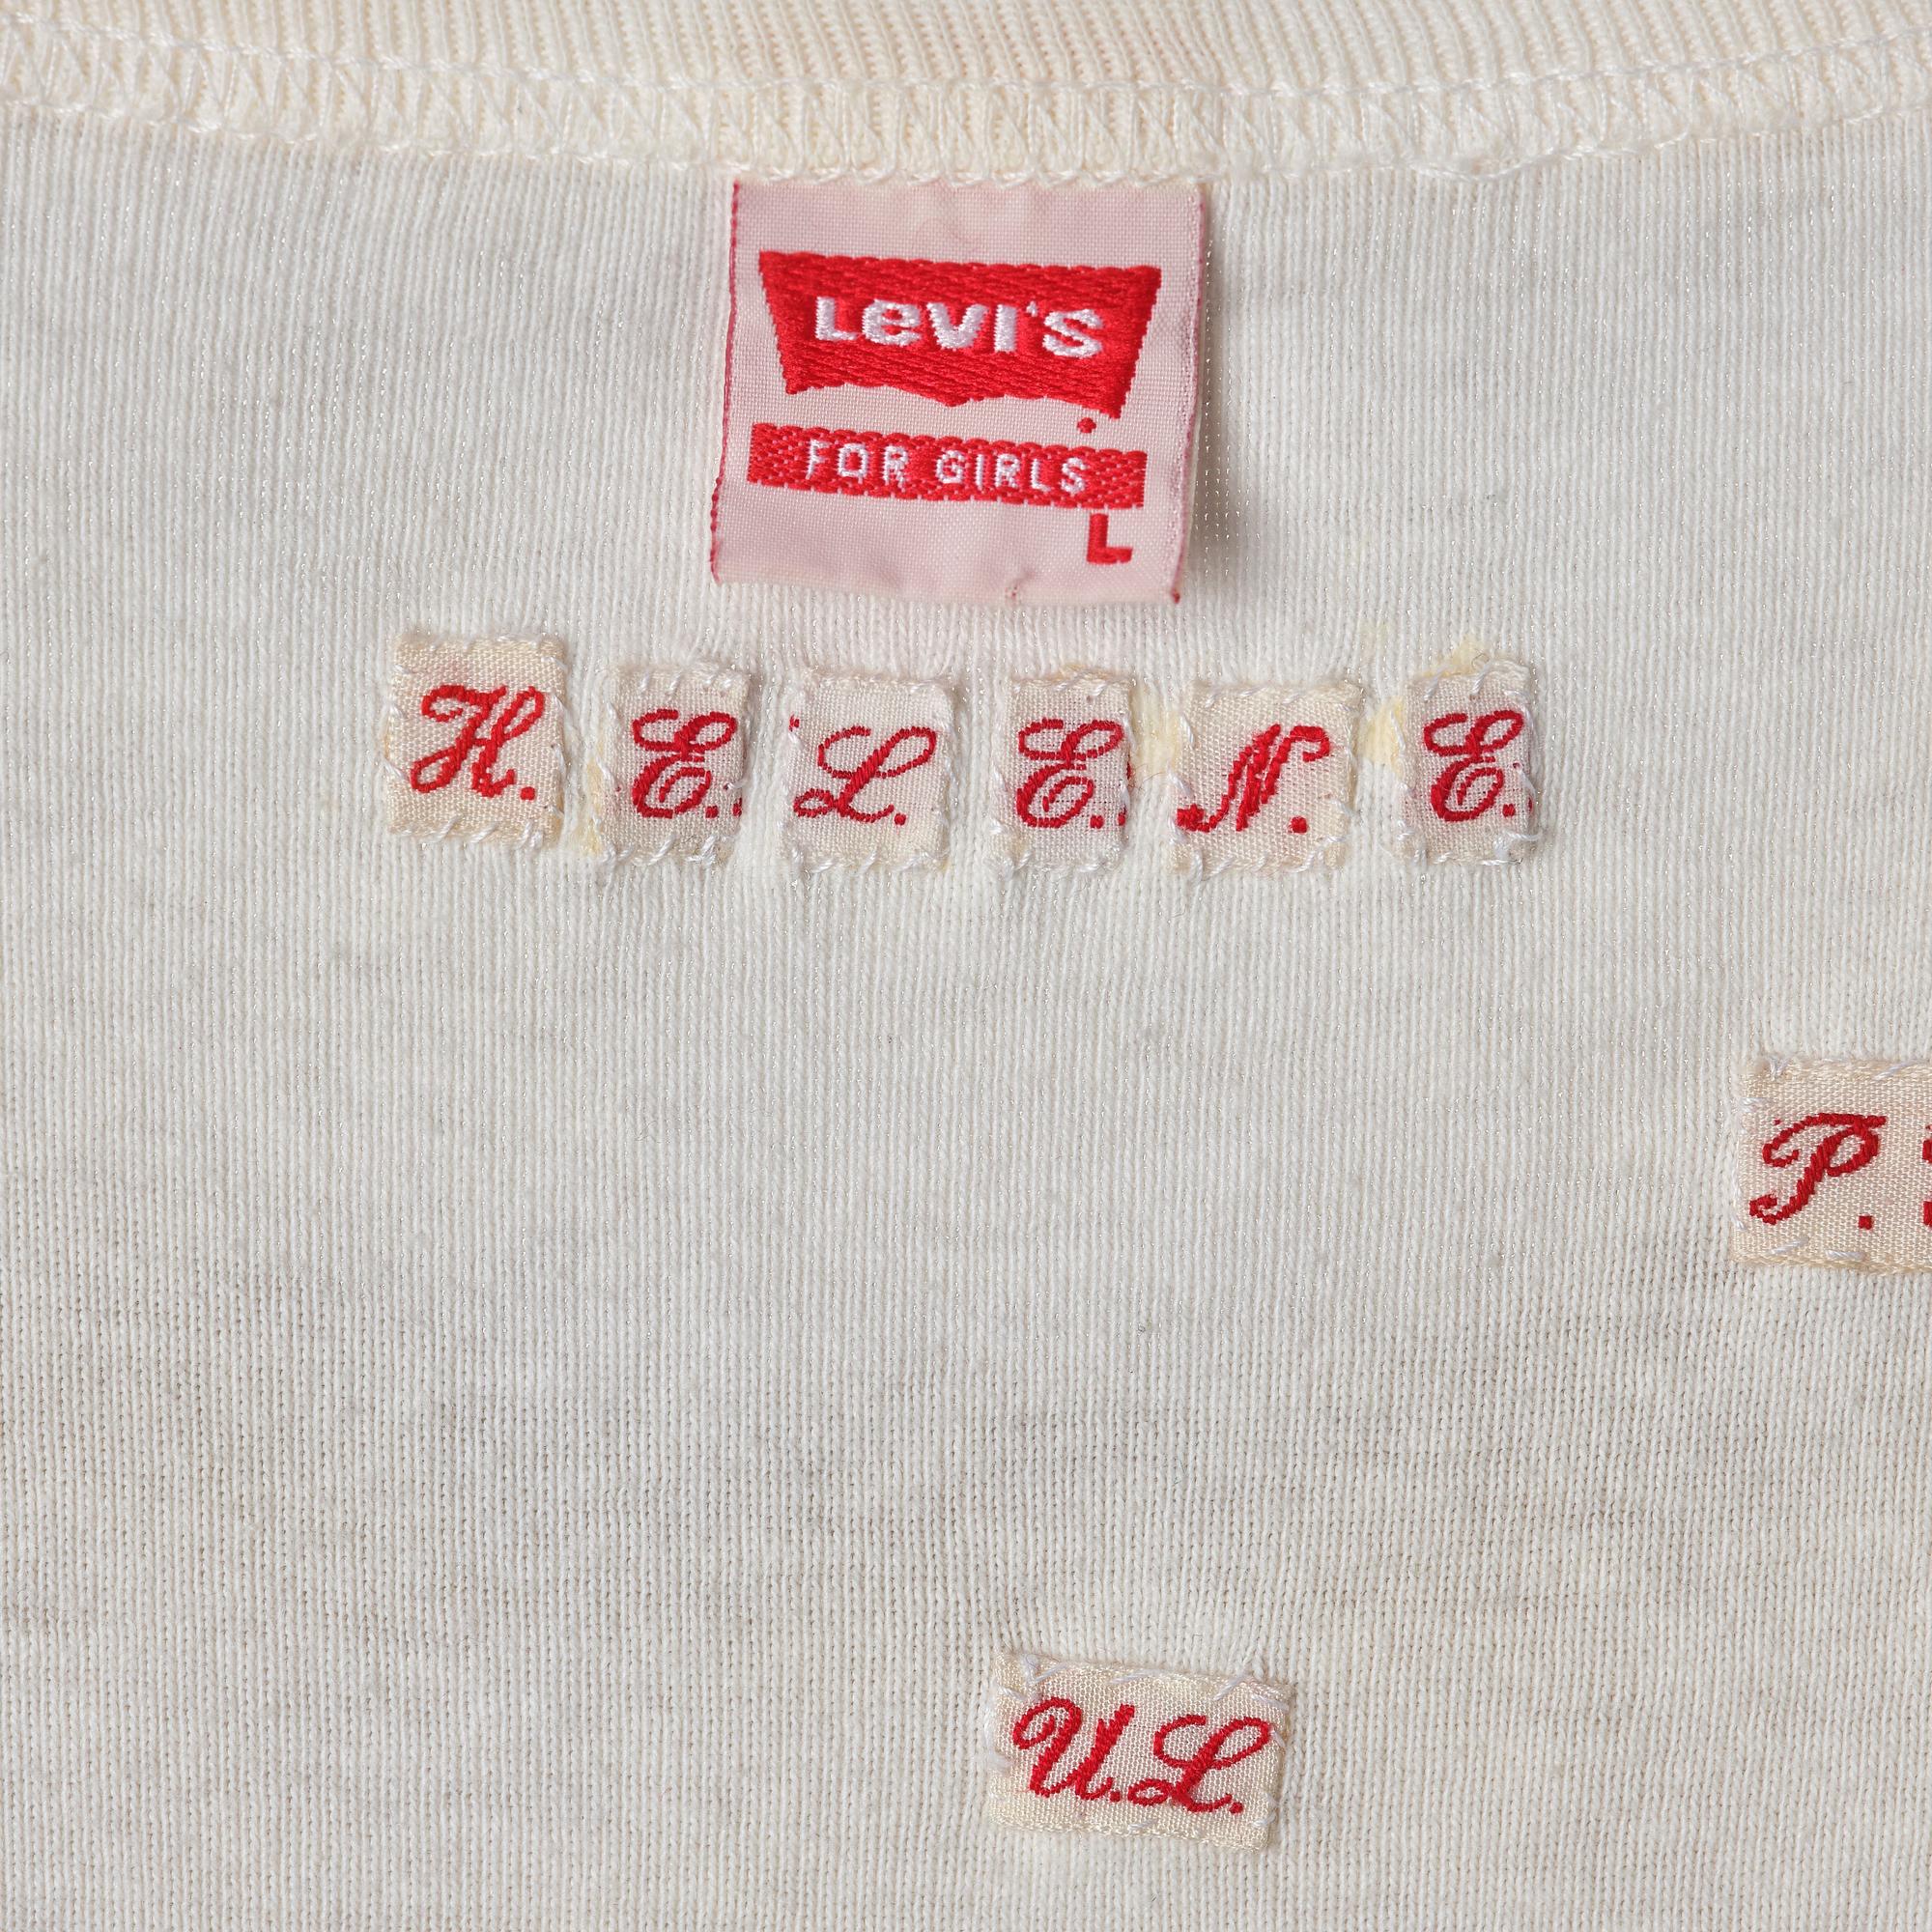 Levi's
FOR GIRLS
L
H. E. L. E. N. E.
P.
U.L.